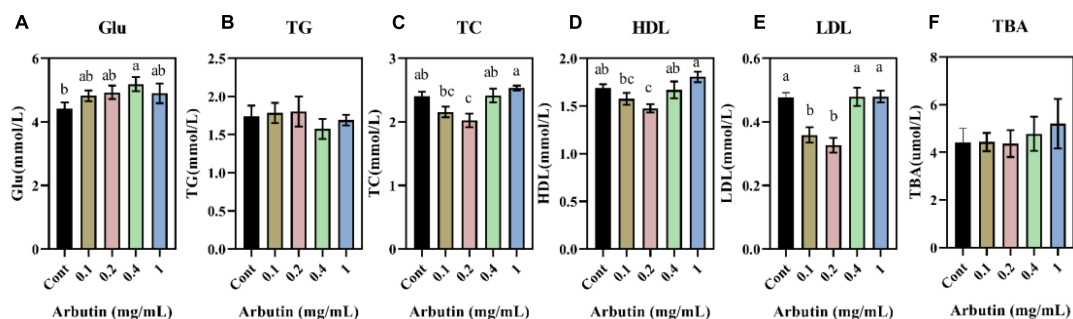 A Glu
Glu(mmol/L)
6
4
2
0
b ab ab a ab
Cont 0.1 0.2 0.4 1
Arbutin (mg/mL)
B TG
TG(mmol/L)
2.5
2.0
1.5
1.0
0.5
0.0
Cont 0.1 0.2 0.4 1
Arbutin (mg/mL)
C TC
TC(mmol/L)
3
2
1
0
ab bc c ab a
Cont 0.1 0.2 0.4 1
Arbutin (mg/mL)
D HDL
HDL(mmol/L)
2.0
1.5
1.0
0.5
0.0
ab bc c ab a
Cont 0.1 0.2 0.4 1
Arbutin (mg/mL)
E LDL
LDL(mmol/L)
0.6
0.4
0.2
0.0
a b b a a
Cont 0.1 0.2 0.4 1
Arbutin (mg/mL)
F TBA
TBA(umol/L)
8
6
4
2
0
Cont 0.1 0.2 0.4 1
Arbutin (mg/mL)